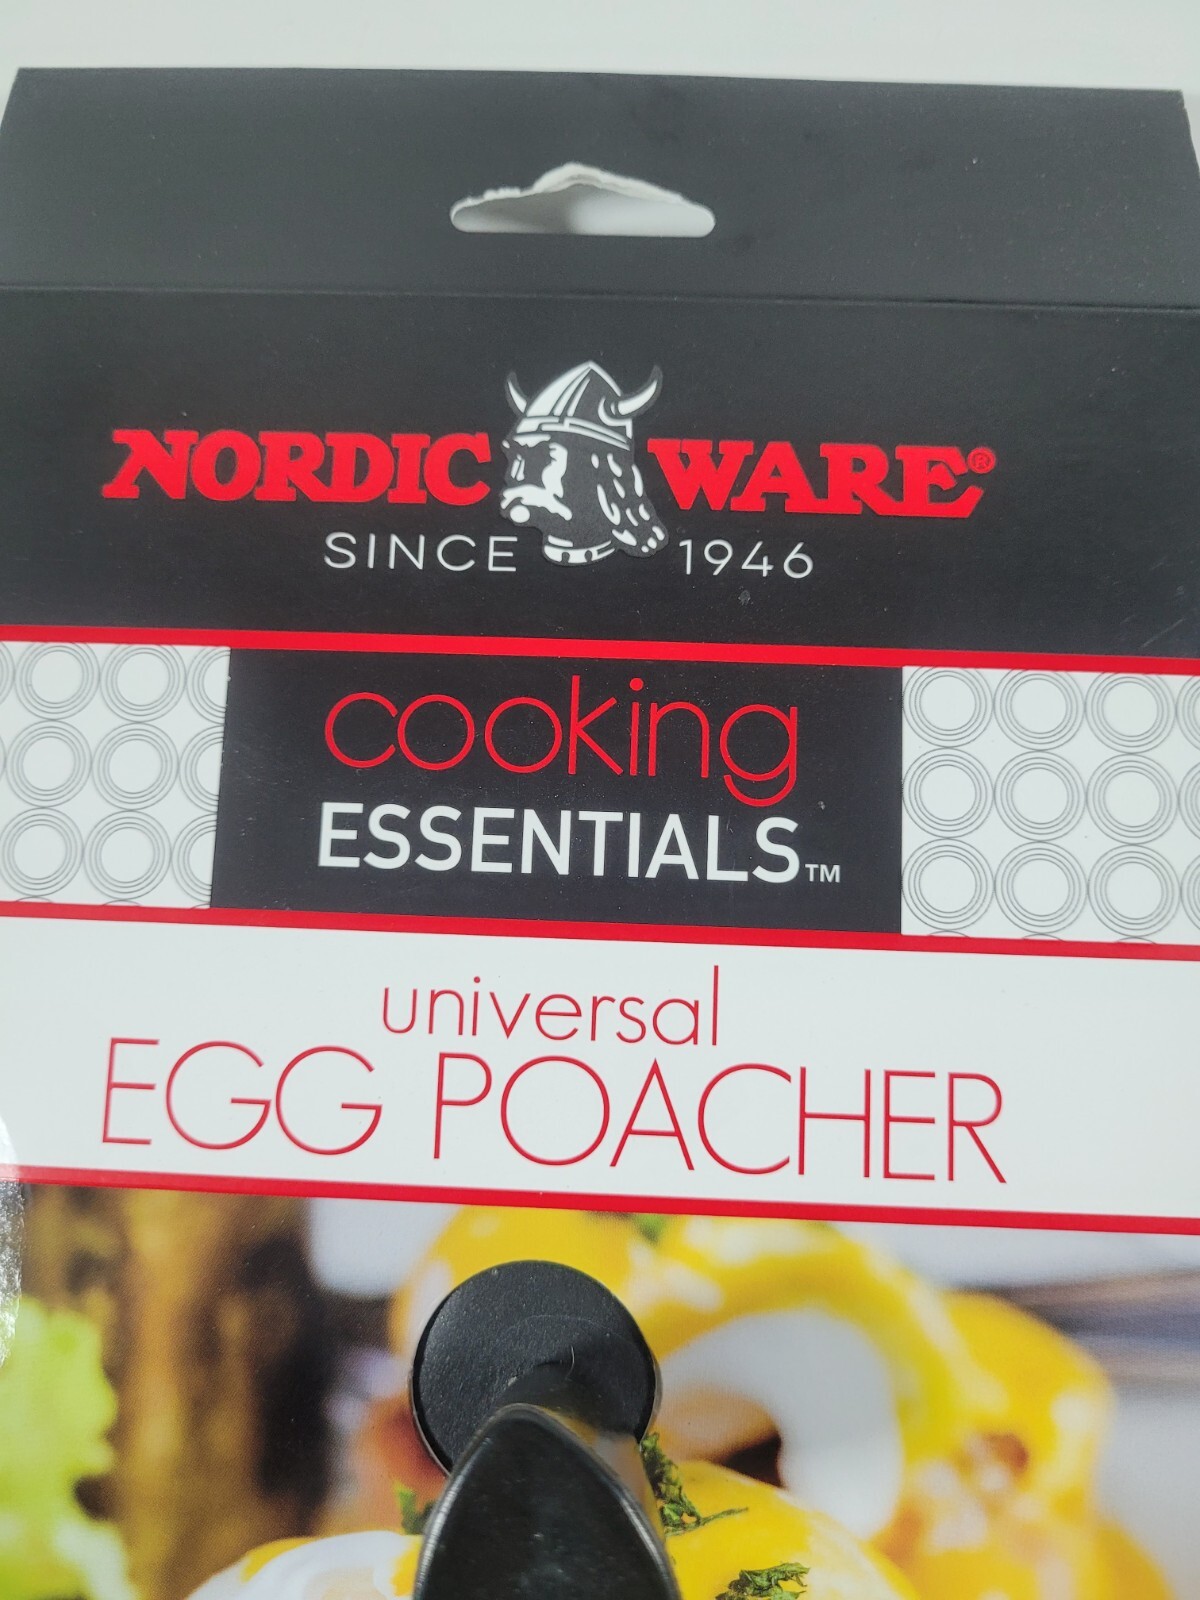 NORDIC WARE®
SINCE 1946
cooking
ESSENTIALS™
universal
EGG POACHER